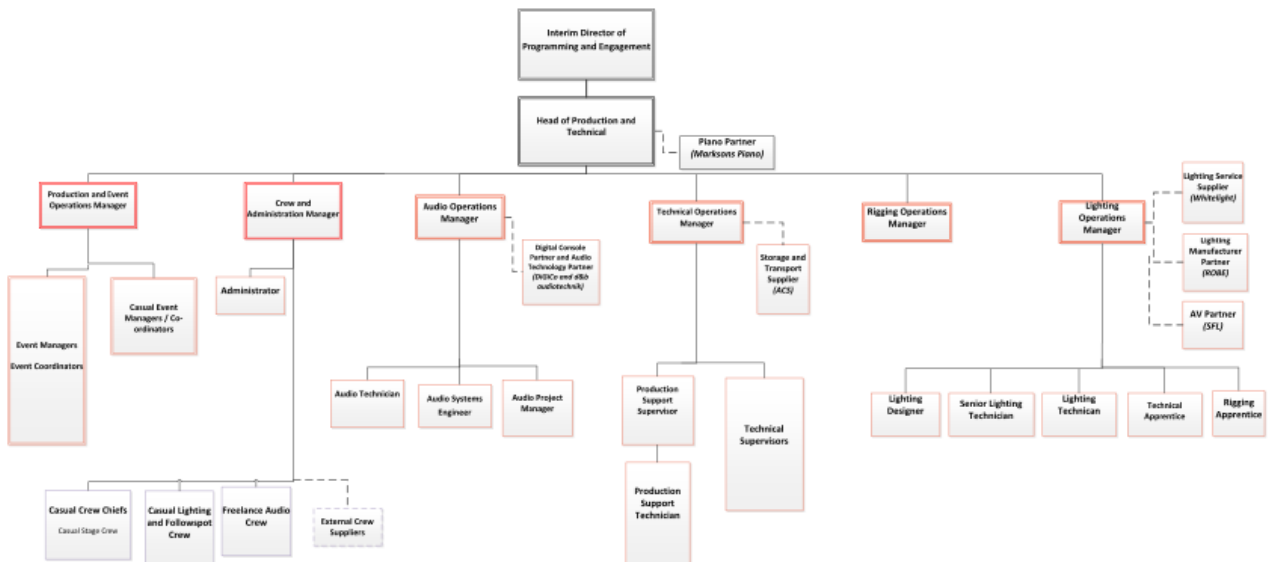 Interim Director of
Programming and Engagement
Head of Production and
Technical
Piano Partner
(Marksons Piano)
Production and Event
Operations Manager
Crew and
Administration Manager
Audio Operations
Manager
Technical Operations
Manager
Rigging Operations
Manager
Lighting
Operations
Manager
Lighting Service
Supplier
(Whitelight)
Digital Console
Partner and Audio
Technology Partner
(DiGiCo and d&b
audiotechnik)
Storage and
Transport
Supplier
(ACS)
Lighting
Manufacturer
Partner
(ROBE)
AV Partner
(SFL)
Event Managers
Event Coordinators
Casual Event
Managers / Co-
ordinators
Administrator
Audio Technician
Audio Systems
Engineer
Audio Project
Manager
Production
Support
Supervisor
Technical
Supervisors
Lighting
Designer
Senior Lighting
Technician
Lighting
Technican
Technical
Apprentice
Rigging
Apprentice
Production
Support
Technician
Casual Crew Chiefs
Casual Stage Crew
Casual Lighting
and Followspot
Crew
Freelance Audio
Crew
External Crew
Suppliers